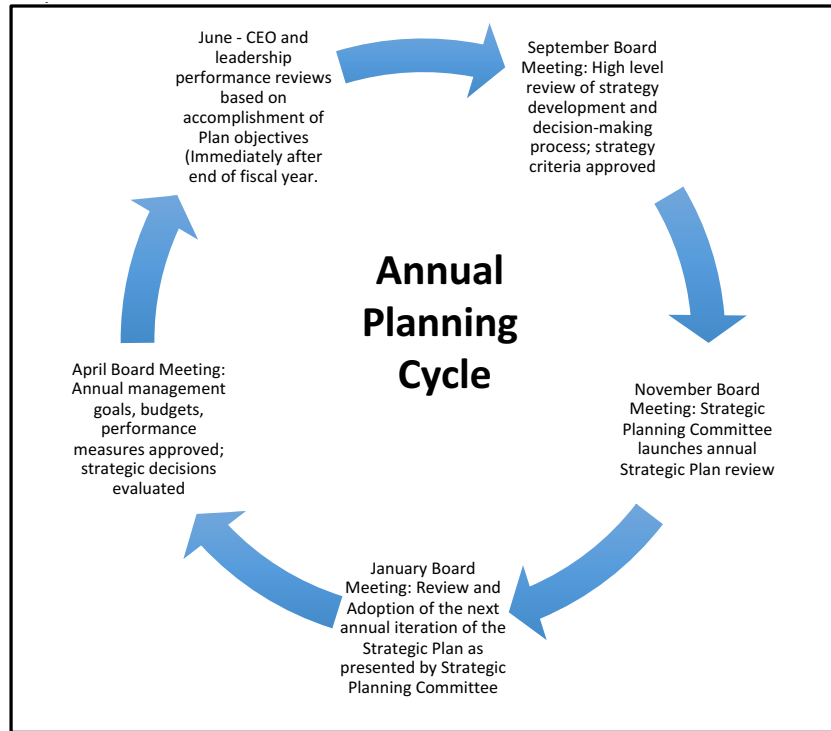 June - CEO and
leadership
performance reviews
based on
accomplishment of
Plan objectives
(Immediately after
end of fiscal year.
September Board
Meeting: High level
review of strategy
development and
decision-making
process; strategy
criteria approved
Annual
Planning
Cycle
November Board
Meeting: Strategic
Planning Committee
launches annual
Strategic Plan review
January Board
Meeting: Review and
Adoption of the next
annual iteration of the
Strategic Plan as
presented by Strategic
Planning Committee
April Board Meeting:
Annual management
goals, budgets,
performance
measures approved;
strategic decisions
evaluated